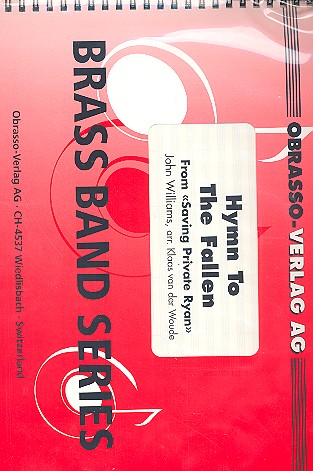 OBRASSO-VERLAG AG
Hymn To
The Fallen
From «Saving Private Ryan»
John Williams, arr. Klaas van der Woude
BRASS BAND SERIES
Obrasso-Verlag AG · CH-4537 Wiedlisbach · Switzerland